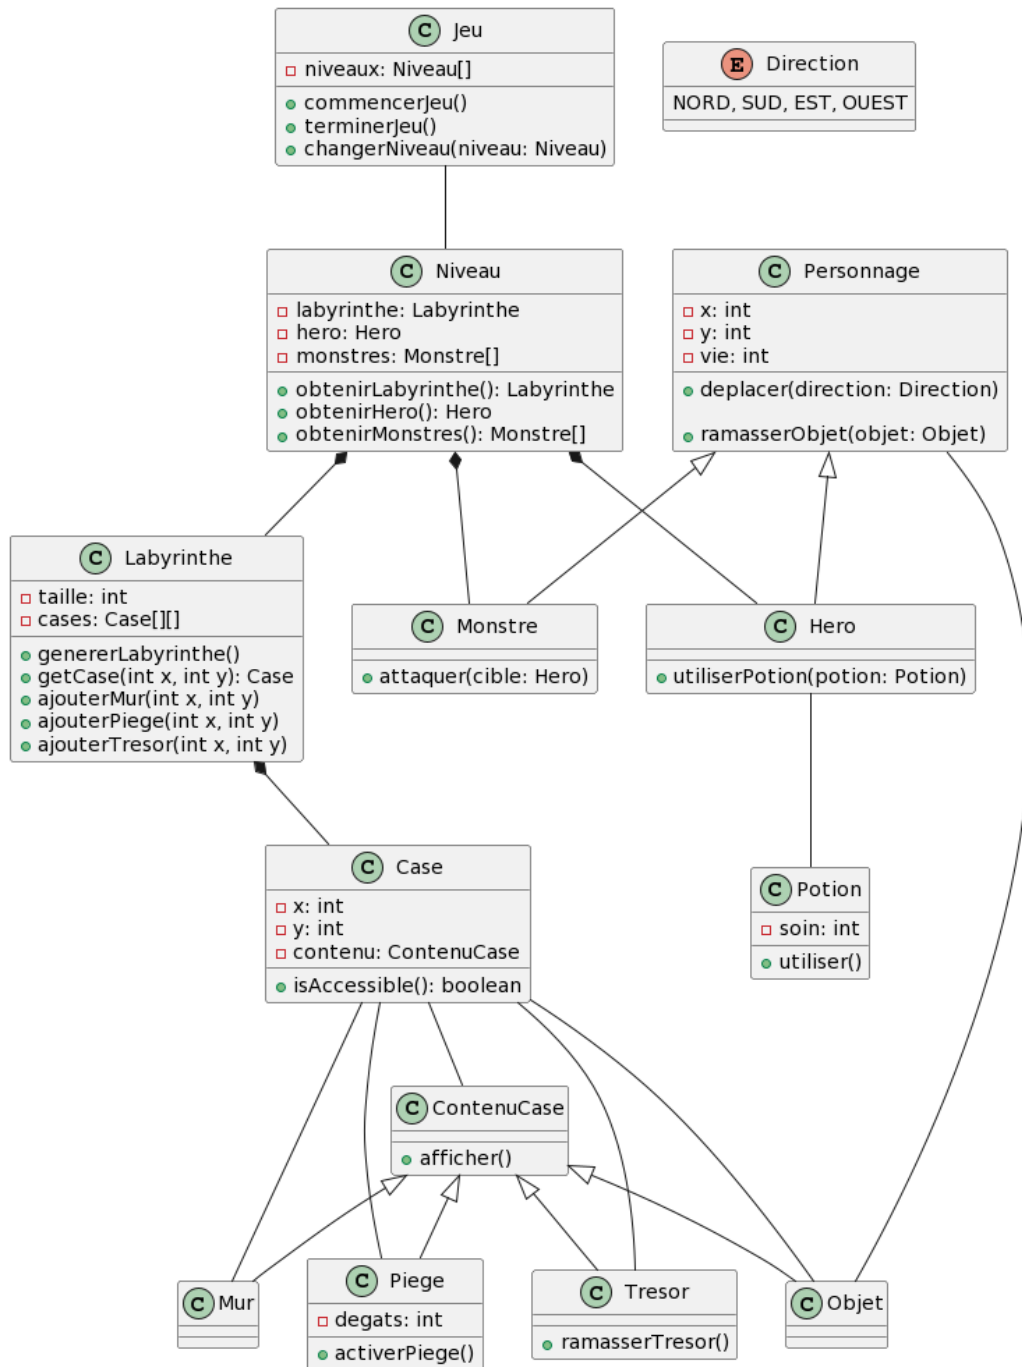 C Jeu
niveaux: Niveau[]
commencerJeu()
terminerJeu()
changerNiveau(niveau: Niveau)
E Direction
NORD, SUD, EST, OUEST
C Niveau
labyrinthe: Labyrinthe
hero: Hero
monstres: Monstre[]
obtenirLabyrinthe(): Labyrinthe
obtenirHero(): Hero
obtenirMonstres(): Monstre[]
C Personnage
x: int
y: int
vie: int
deplacer(direction: Direction)
ramasserObjet(objet: Objet)
C Labyrinthe
taille: int
cases: Case[][]
genererLabyrinthe()
getCase(int x, int y): Case
ajouterMur(int x, int y)
ajouterPiege(int x, int y)
ajouterTresor(int x, int y)
C Monstre
attaquer(cible: Hero)
C Hero
utiliserPotion(potion: Potion)
C Case
x: int
y: int
contenu: ContenuCase
isAccessible(): boolean
C Potion
soin: int
utiliser()
C ContenuCase
afficher()
C Mur
C Piege
degats: int
activerPiege()
C Tresor
ramasserTresor()
C Objet